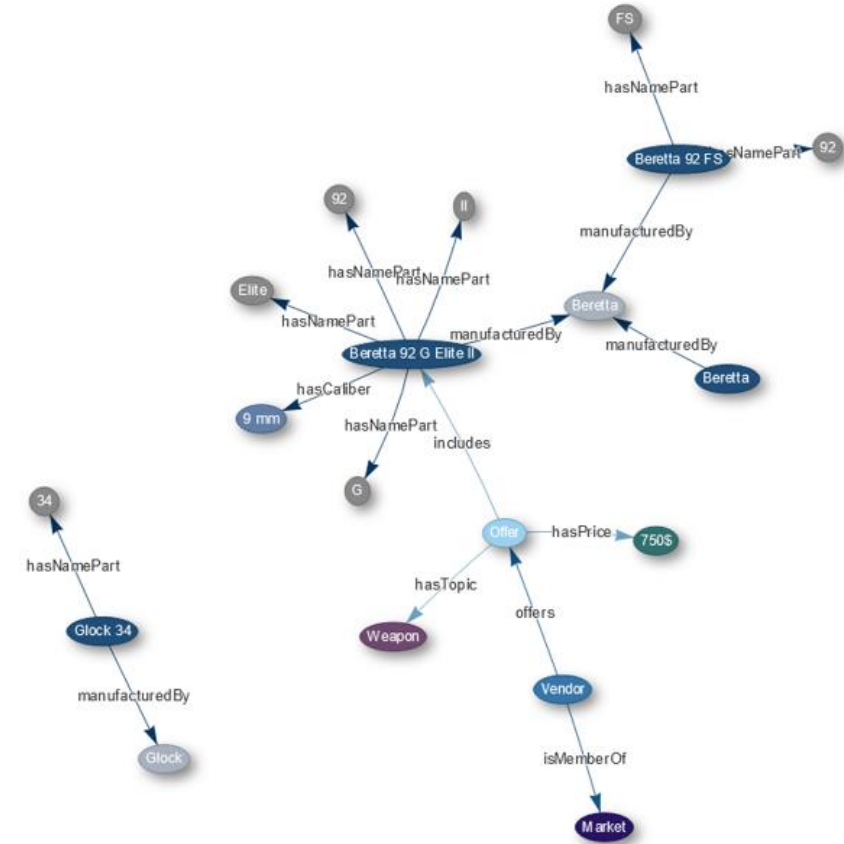 FS
hasNamePart
Beretta 92 FS
hasNamePart
92
92
II
manufacturedBy
hasNamePart
hasNamePart
Elite
hasNamePart
Beretta
manufacturedBy
manufacturedBy
Beretta 92 G Elite II
Beretta
hasCaliber
9 mm
hasNamePart
includes
G
34
Offer
hasPrice
750$
hasNamePart
hasTopic
offers
Glock 34
Weapon
Vendor
manufacturedBy
Glock
isMemberOf
Market